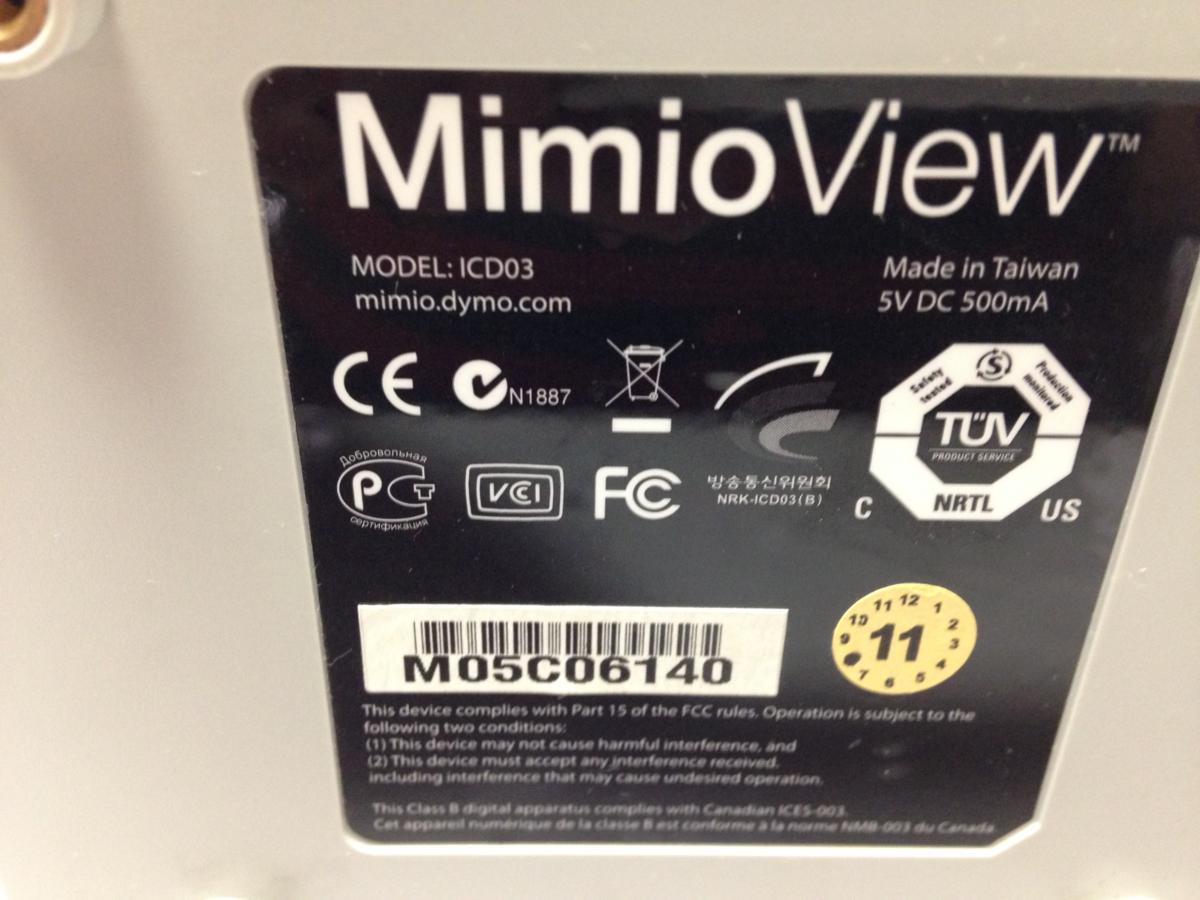 MimioView™
MODEL: ICD03
mimio.dymo.com
Made in Taiwan
5V DC 500mA
CE
N1887
Safety tested
S
Production monitored
TÜV
PRODUCT SERVICE
C NRTL US
Добровольная
РСТ
сертификация
VCI
FC
방송통신위원회
NRK-ICD03(B)
M05C06140
11 12 1 2 3 4 5 6 7 9 10
11
This device complies with Part 15 of the FCC rules. Operation is subject to the
following two conditions:
(1) This device may not cause harmful interference, and
(2) This device must accept any interference received,
including interference that may cause undesired operation.
This Class B digital apparatus complies with Canadian ICES-003.
Cet appareil numérique de la classe B est conforme à la norme NMB-003 du Canada.